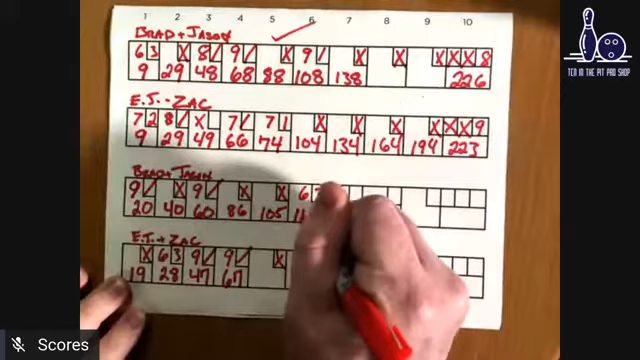 1 2 3 4 5 6 7 8 9 10
BRAD + JASON
6 3 X 8 / 9 / X 9 / X X X X X 8
9 29 48 68 88 108 138 226
E.J. - ZAC
7 2 8 / X 7 / 7 1 X X X X X X 9
9 29 49 66 74 104 134 164 194 223
BRAD + JASON
9 / X 9 / X X 6
20 40 60 86 105
E.J. + ZAC
X 6 3 9 / 9 / X
19 28 47 67
TEN IN THE PIT PRO SHOP
Scores